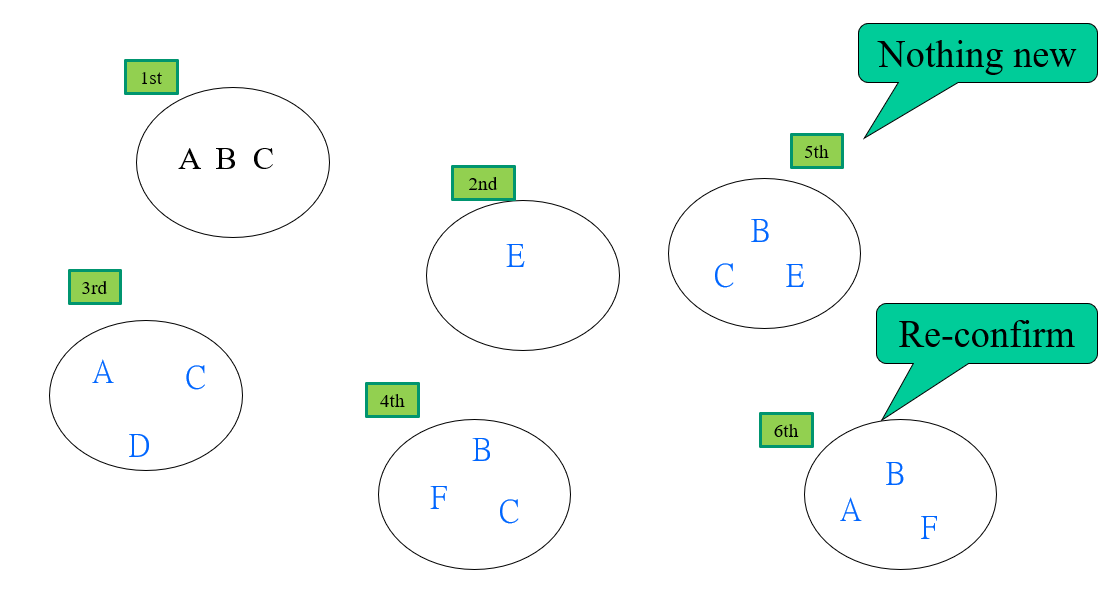 1st
A B C
2nd
E
3rd
A C
D
4th
B
F C
5th
Nothing new
B
C E
6th
Re-confirm
B
A
F